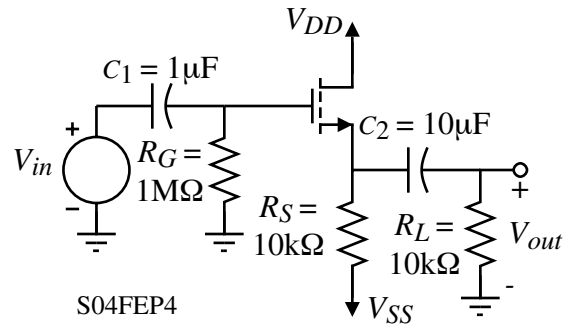 V_DD
C_1 = 1μF
C_2 = 10μF
+
V_in
-
R_G =
1MΩ
R_S =
10kΩ
R_L =
10kΩ
+
V_out
-
V_SS
S04FEP4